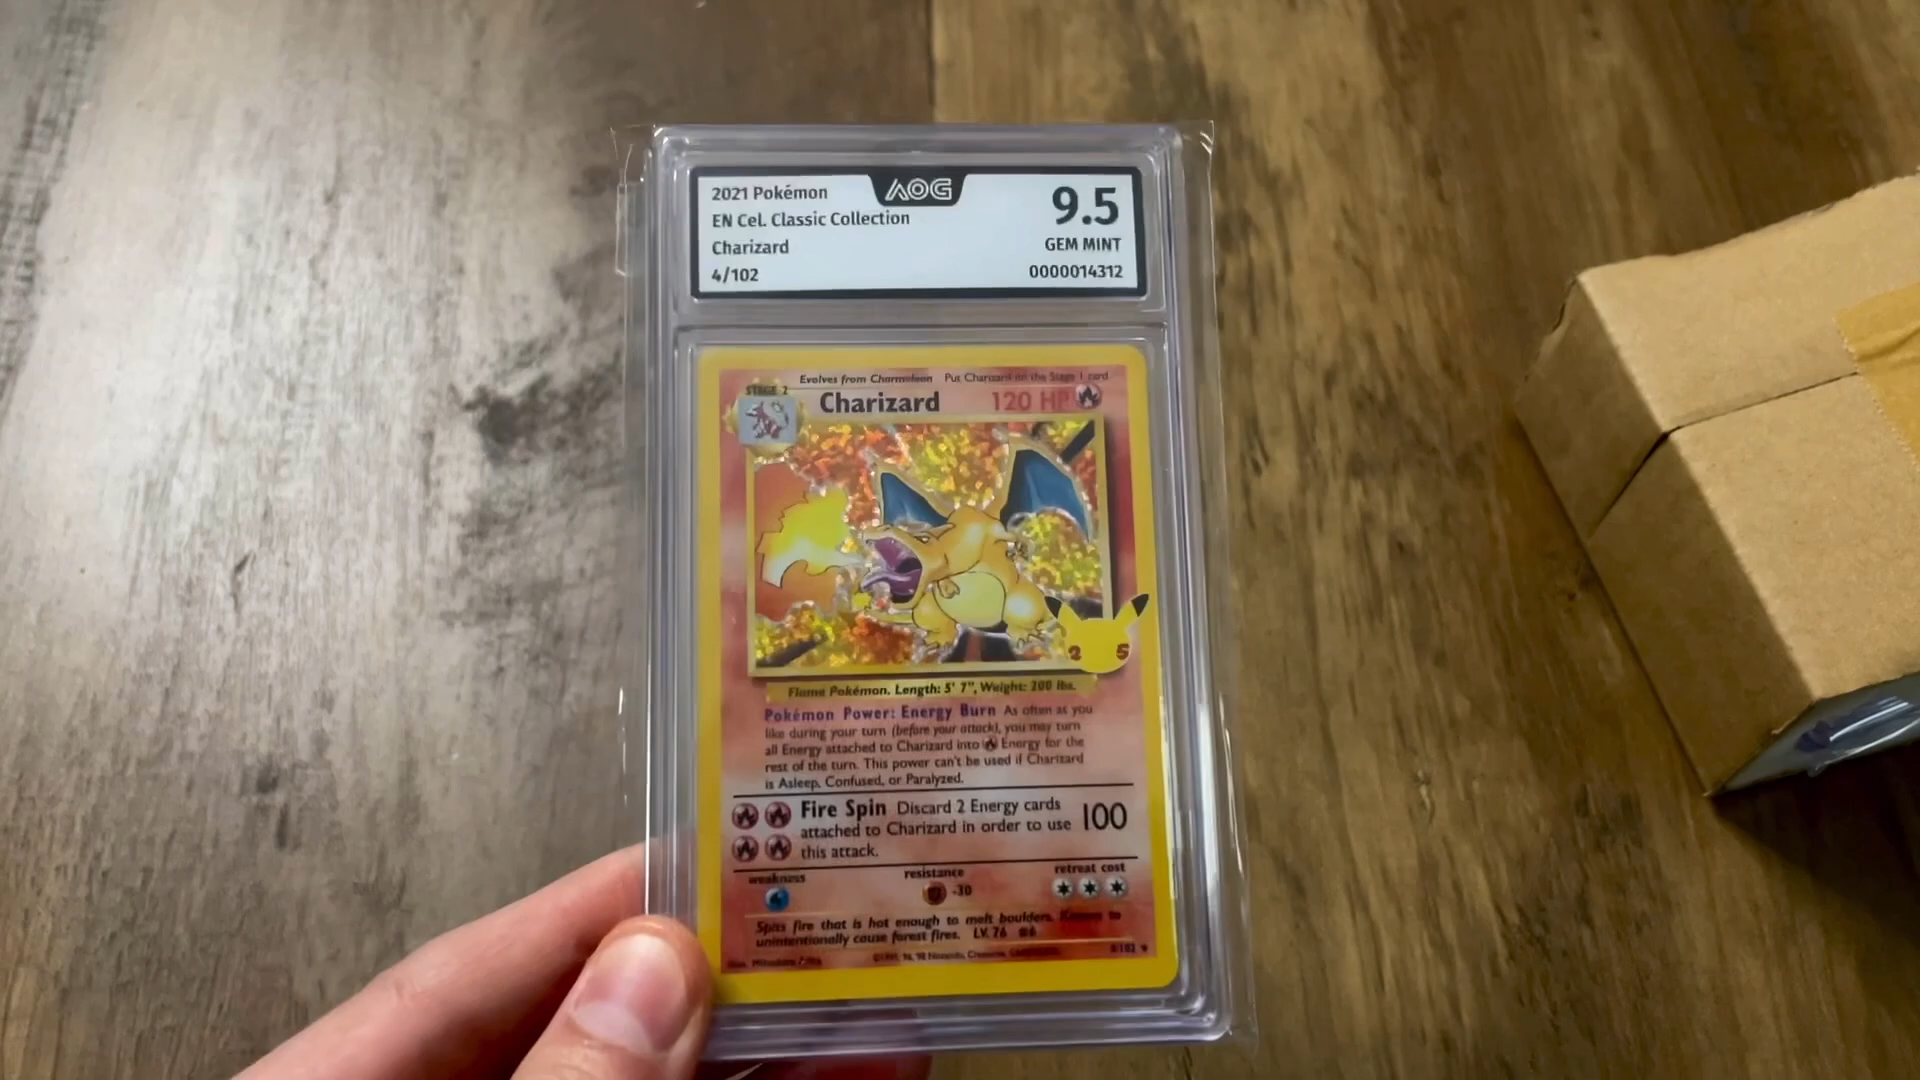 2021 Pokémon
AOG
9.5
EN Cel. Classic Collection
Charizard
GEM MINT
4/102
0000014312
Evolves from Charmeleon Put Charizard on the Stage 1 card
STAGE 2
Charizard 120 HP
25
Flame Pokémon. Length: 5' 7", Weight: 200 lbs.
Pokémon Power: Energy Burn As often as you
like during your turn (before your attack), you may turn
all Energy attached to Charizard into Energy for the
rest of the turn. This power can't be used if Charizard
is Asleep, Confused, or Paralyzed.
Fire Spin Discard 2 Energy cards
attached to Charizard in order to use 100
this attack.
weakness resistance retreat cost
-30
Spits fire that is hot enough to melt boulders. Known to
unintentionally cause forest fires. LV. 76 #6
4/102